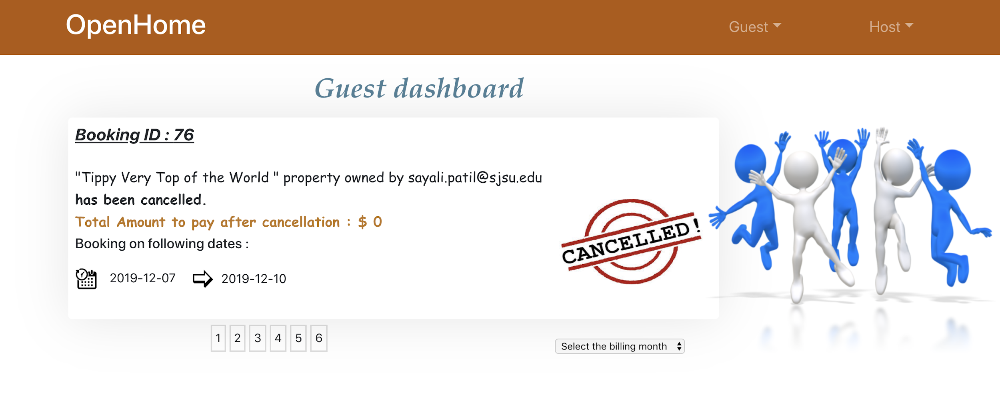 OpenHome
Guest
Host
Guest dashboard
Booking ID : 76
"Tippy Very Top of the World " property owned by sayali.patil@sjsu.edu
has been cancelled.
Total Amount to pay after cancellation : $ 0
Booking on following dates :
CANCELLED!
2019-12-07
2019-12-10
1 2 3 4 5 6
Select the billing month